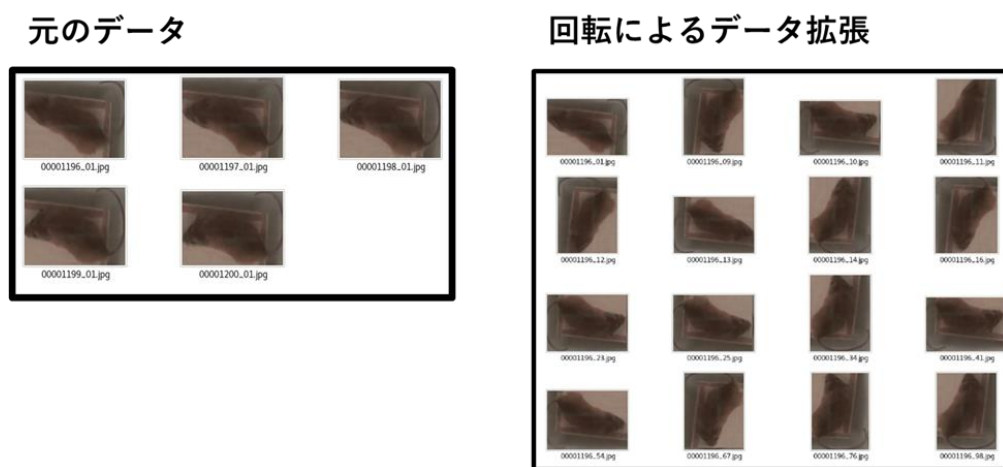 元のデータ
00001196_01.jpg
00001197_01.jpg
00001198_01.jpg
00001199_01.jpg
00001200_01.jpg
回転によるデータ拡張
00001196_01.jpg
00001196_09.jpg
00001196_10.jpg
00001196_11.jpg
00001196_12.jpg
00001196_13.jpg
00001196_14.jpg
00001196_16.jpg
00001196_24.jpg
00001196_25.jpg
00001196_34.jpg
00001196_41.jpg
00001196_54.jpg
00001196_67.jpg
00001196_76.jpg
00001196_98.jpg